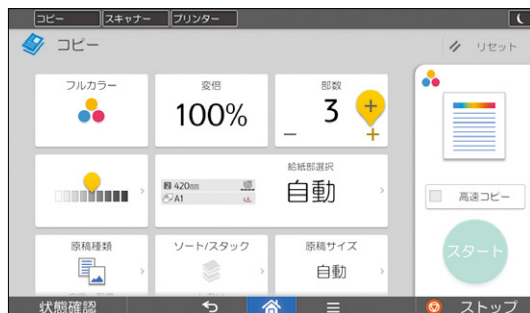 コピー
スキャナー
プリンター
コピー
リセット
フルカラー
変倍
100%
部数
3
+
− +
給紙部選択
2 420mm
A1
自動
高速コピー
原稿種類
ソート/スタック
原稿サイズ
自動
スタート
状態確認
ストップ